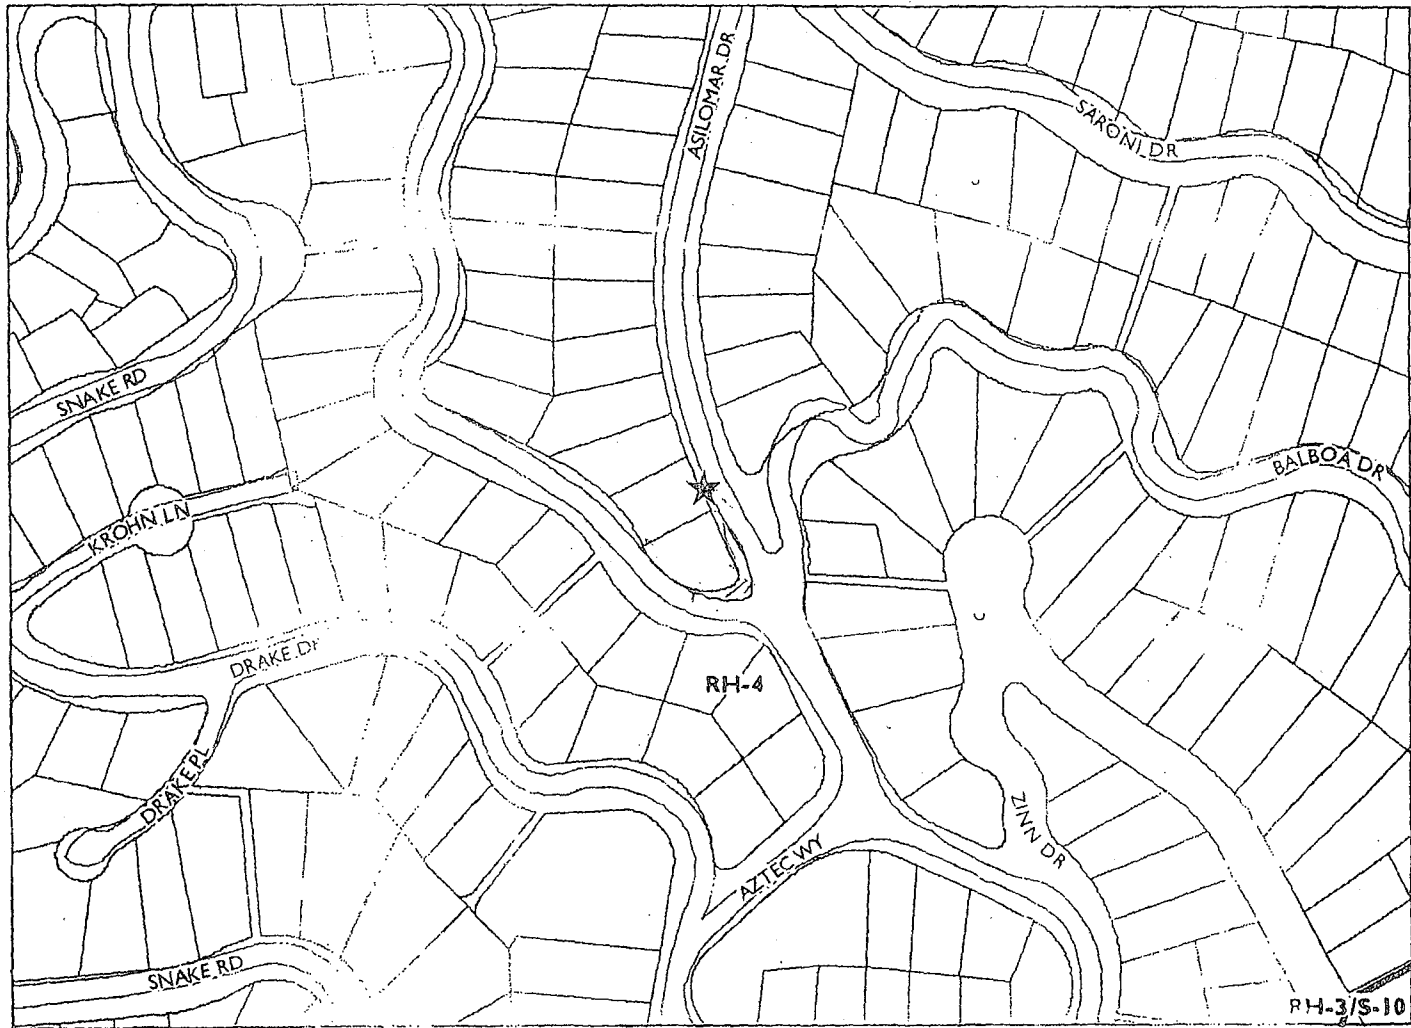 ASILOMAR DR
SARONI DR
SNAKE RD
BALBOA DR
KROHN LN
DRAKE D
RH-4
DRAKE PL
ZINN DR
AZTEC WY
SNAKE RD
RH-3/S-10